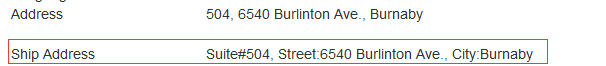 Address 504, 6540 Burlinton Ave., Burnaby
Ship Address Suite#504, Street:6540 Burlinton Ave., City:Burnaby